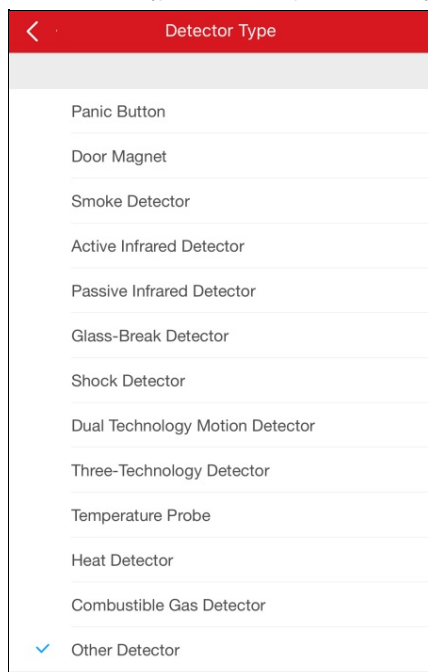 Detector Type
Panic Button
Door Magnet
Smoke Detector
Active Infrared Detector
Passive Infrared Detector
Glass-Break Detector
Shock Detector
Dual Technology Motion Detector
Three-Technology Detector
Temperature Probe
Heat Detector
Combustible Gas Detector
Other Detector